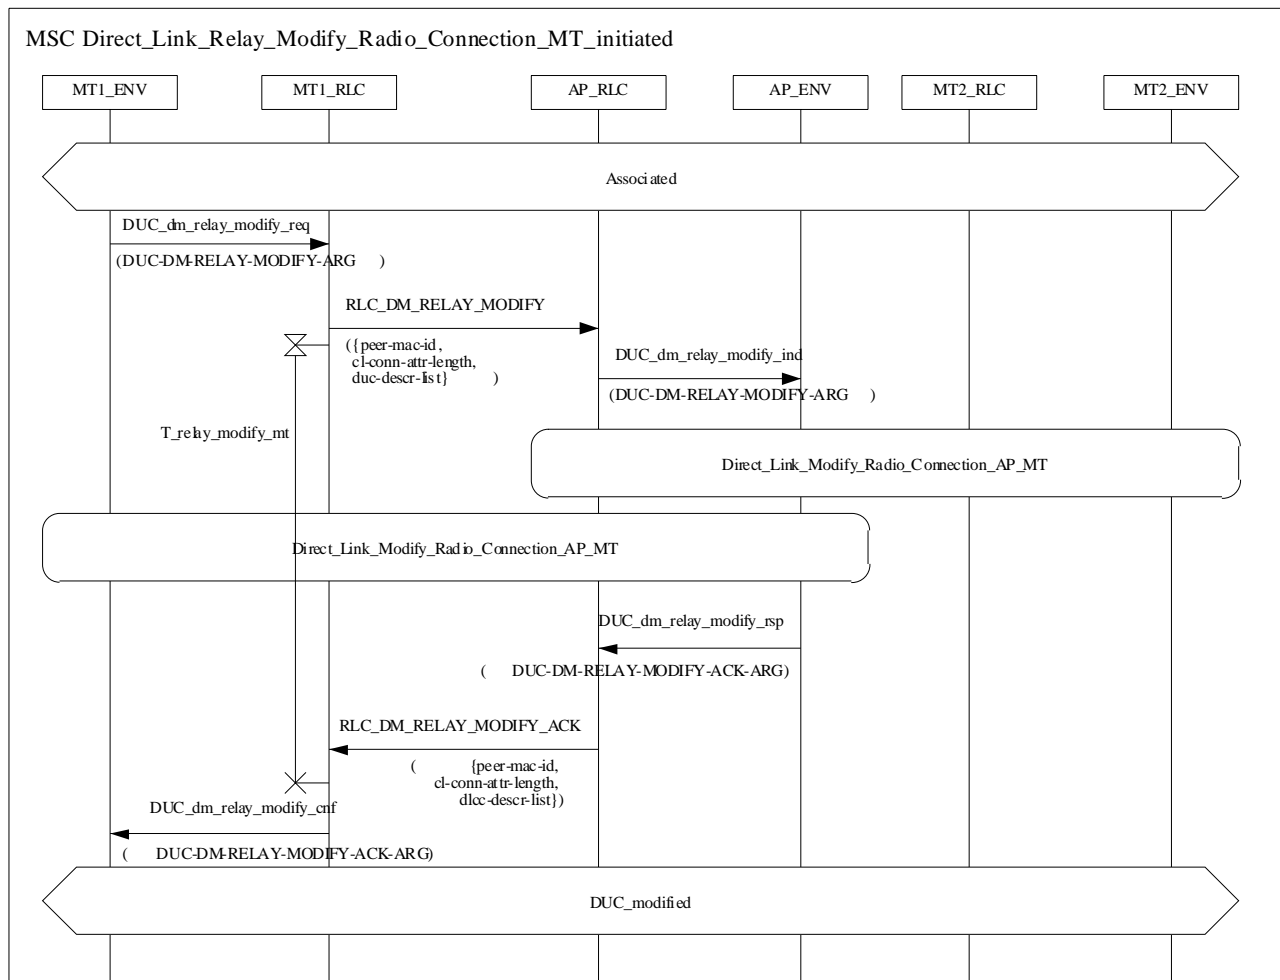 MSC Direct_Link_Relay_Modify_Radio_Connection_MT_initiated
MT1_ENV MT1_RLC AP_RLC AP_ENV MT2_RLC MT2_ENV
Associated
DUC_dm_relay_modify_req
(DUC-DM-RELAY-MODIFY-ARG )
RLC_DM_RELAY_MODIFY
({peer-mac-id,
cl-conn-attr-length,
duc-descr-list} )
DUC_dm_relay_modify_ind
(DUC-DM-RELAY-MODIFY-ARG )
T_relay_modify_mt
Direct_Link_Modify_Radio_Connection_AP_MT
Direct_Link_Modify_Radio_Connection_AP_MT
DUC_dm_relay_modify_rsp
( DUC-DM-RELAY-MODIFY-ACK-ARG)
RLC_DM_RELAY_MODIFY_ACK
( {peer-mac-id,
cl-conn-attr-length,
dlcc-descr-list})
DUC_dm_relay_modify_cnf
( DUC-DM-RELAY-MODIFY-ACK-ARG)
DUC_modified